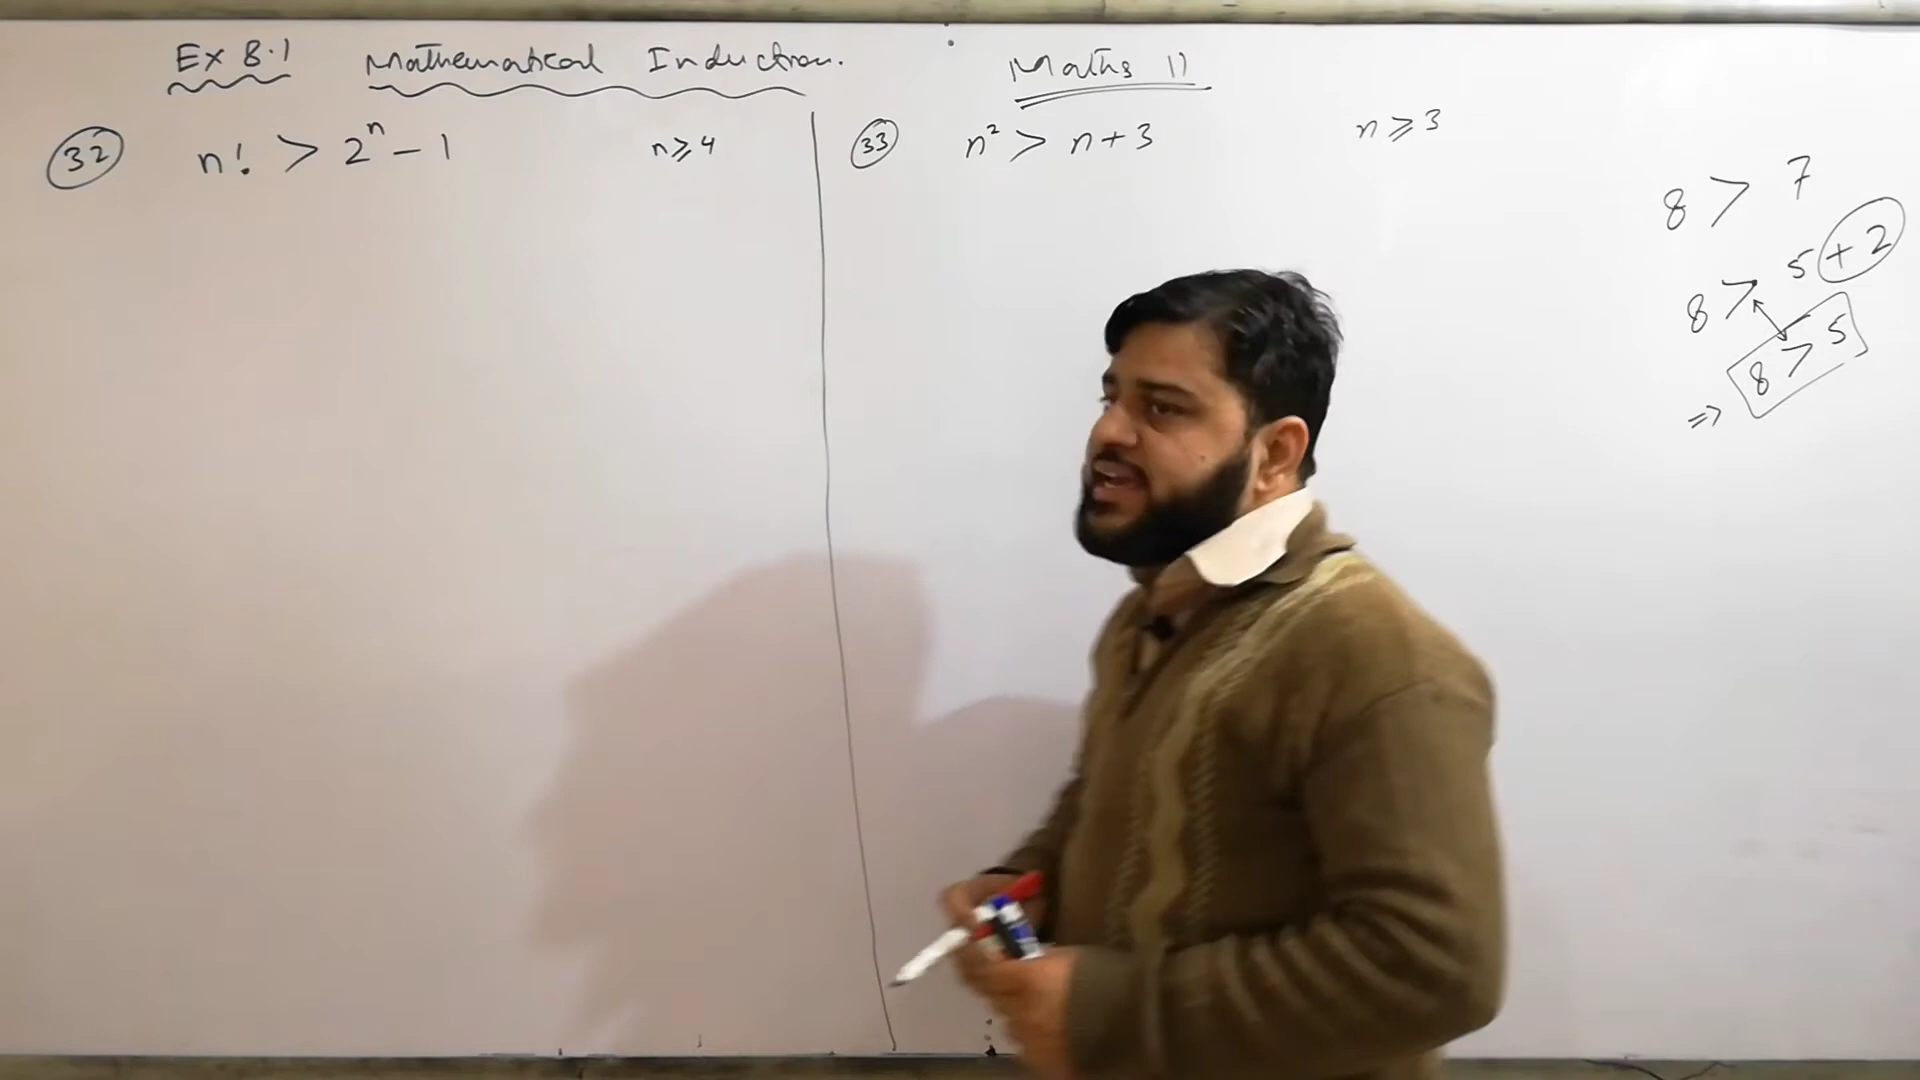 Ex 8.1 Mathematical Induction. Maths 11
32 n! > 2ⁿ - 1 n ≥ 4
33 n² > n + 3 n ≥ 3
8 > 7
8 > 5 + 2
⇒ 8 > 5